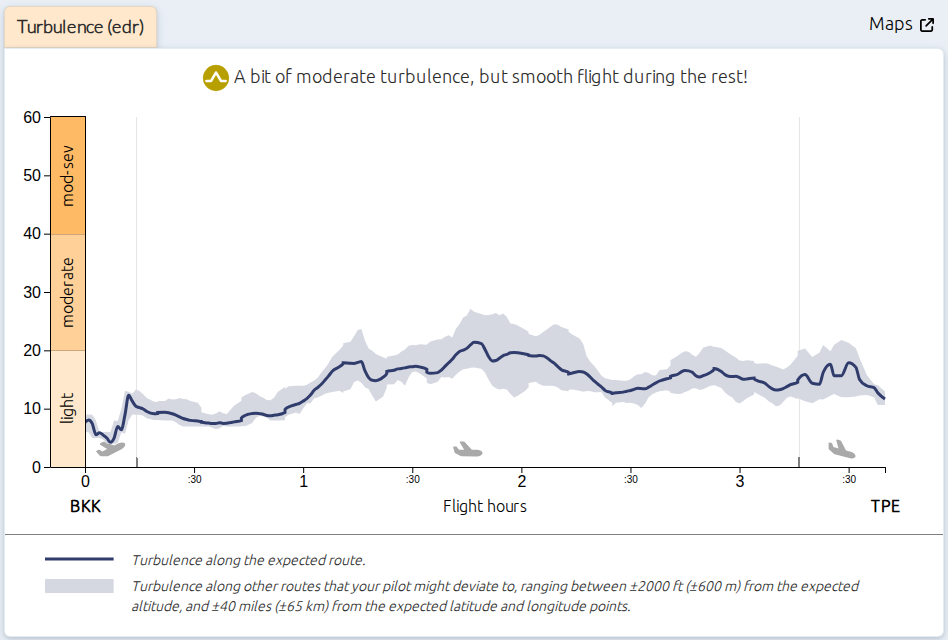 Turbulence (edr)
Maps
A bit of moderate turbulence, but smooth flight during the rest!
60
50
40
30
20
10
0
mod-sev
moderate
light
0 :30 1 :30 2 :30 3 :30
BKK Flight hours TPE
Turbulence along the expected route.
Turbulence along other routes that your pilot might deviate to, ranging between ±2000 ft (±600 m) from the expected
altitude, and ±40 miles (±65 km) from the expected latitude and longitude points.